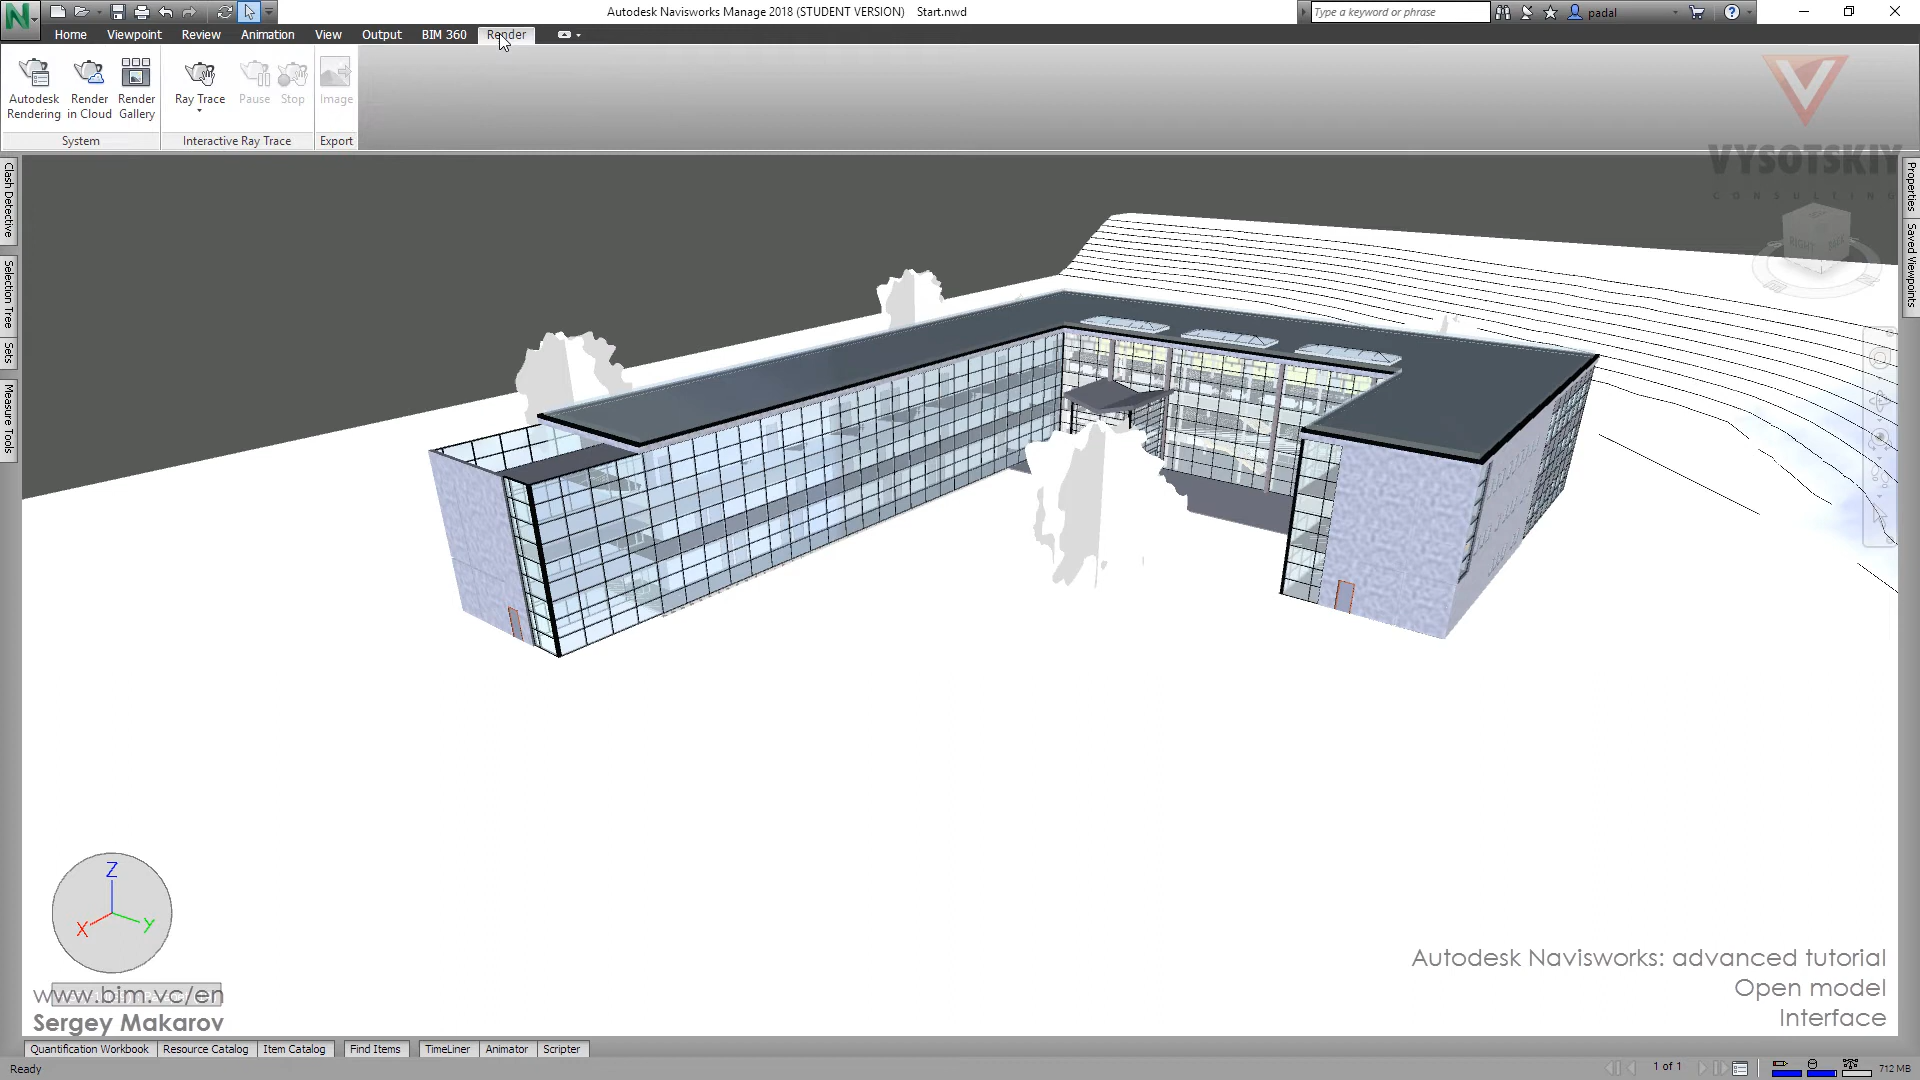 Autodesk Navisworks Manage 2018 (STUDENT VERSION) Start.nwd
Type a keyword or phrase
padal
Home Viewpoint Review Animation View Output BIM 360 Render
Autodesk Rendering
Render in Cloud
Render Gallery
Ray Trace
Pause
Stop
Image
System
Interactive Ray Trace
Export
VYSOTSKIY
CONSULTING
Clash Detective
Selection Tree
Sets
Measure Tools
Properties
Saved Viewpoints
RIGHT
BACK
Z
X
Y
www.bim.vc/en
Sergey Makarov
Autodesk Navisworks: advanced tutorial
Open model
Interface
Quantification Workbook Resource Catalog Item Catalog Find Items TimeLiner Animator Scripter
Ready
1 of 1
712 MB